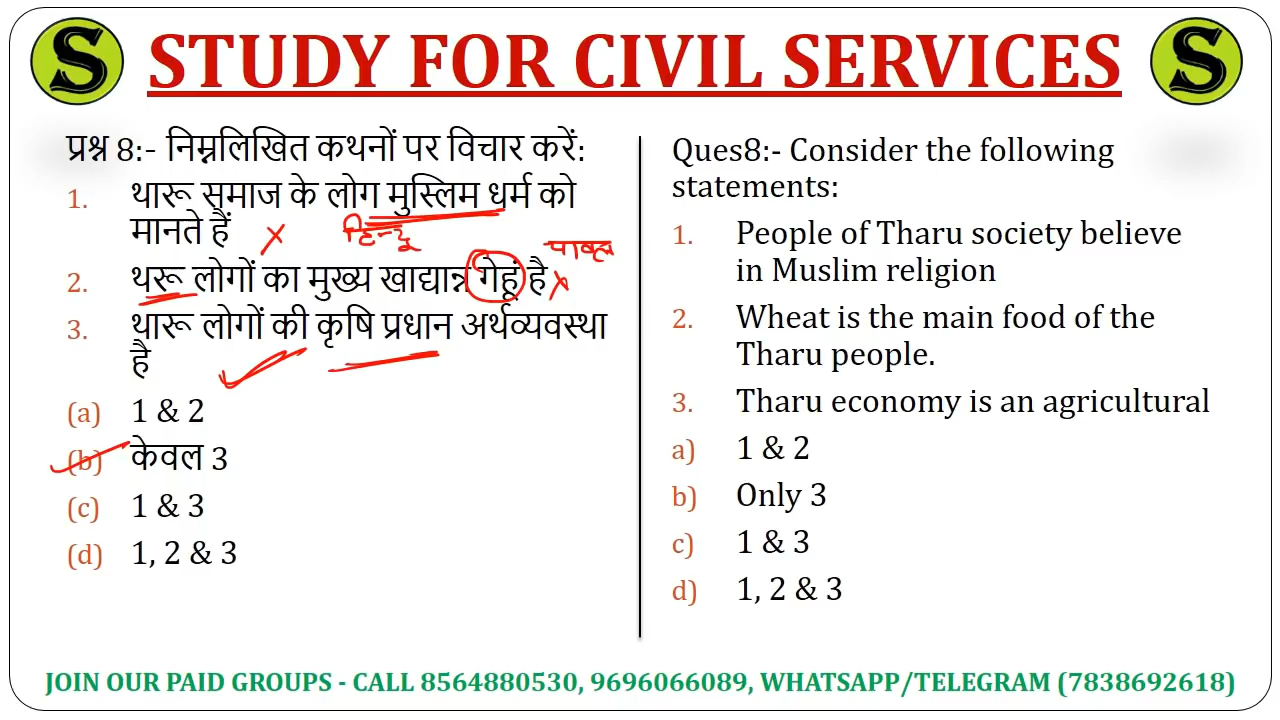 S STUDY FOR CIVIL SERVICES S
प्रश्न 8:- निम्नलिखित कथनों पर विचार करें:
1. थारू समाज के लोग मुस्लिम धर्म को
मानते हैं
हिन्दू
2. थरू लोगों का मुख्य खाद्यान्न गेहूं है
3. थारू लोगों की कृषि प्रधान अर्थव्यवस्था
है
(a) 1 & 2
(b) केवल 3
(c) 1 & 3
(d) 1, 2 & 3
Ques8:- Consider the following
statements:
1. People of Tharu society believe
in Muslim religion
2. Wheat is the main food of the
Tharu people.
3. Tharu economy is an agricultural
a) 1 & 2
b) Only 3
c) 1 & 3
d) 1, 2 & 3
JOIN OUR PAID GROUPS - CALL 8564880530, 9696066089, WHATSAPP/TELEGRAM (7838692618)